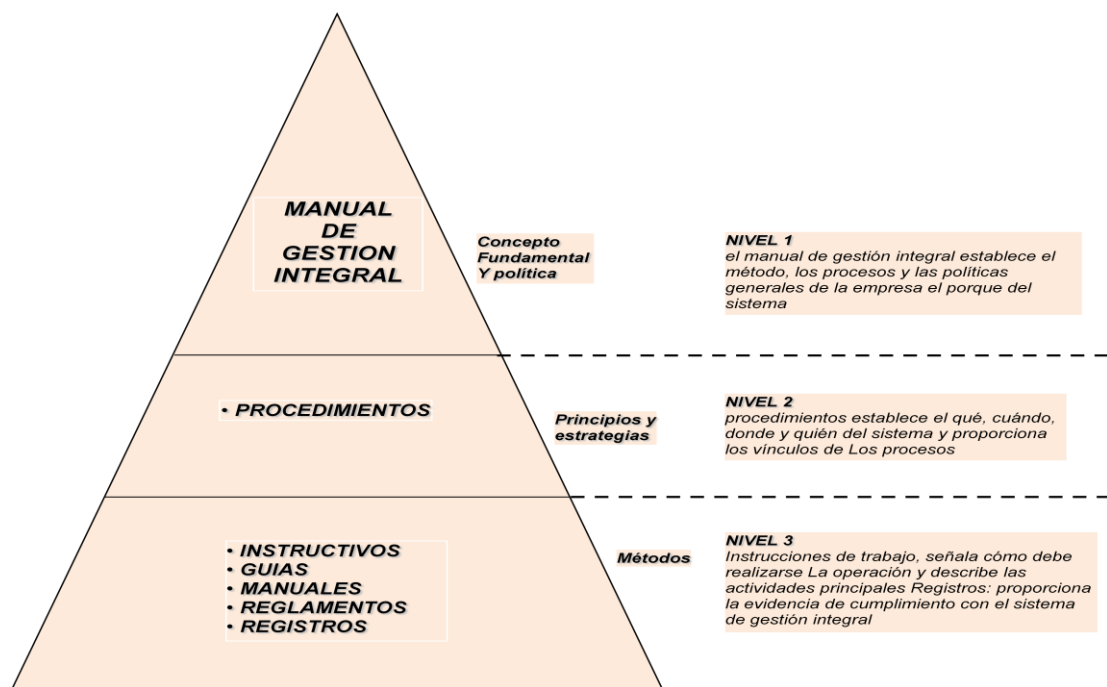 MANUAL
DE
GESTION
INTEGRAL
Concepto
Fundamental
Y política
NIVEL 1
el manual de gestión integral establece el
método, los procesos y las políticas
generales de la empresa el porque del
sistema
• PROCEDIMIENTOS
Principios y
estrategias
NIVEL 2
procedimientos establece el qué, cuándo,
donde y quién del sistema y proporciona
los vínculos de Los procesos
• INSTRUCTIVOS
• GUIAS
• MANUALES
• REGLAMENTOS
• REGISTROS
Métodos
NIVEL 3
Instrucciones de trabajo, señala cómo debe
realizarse La operación y describe las
actividades principales Registros: proporciona
la evidencia de cumplimiento con el sistema
de gestión integral